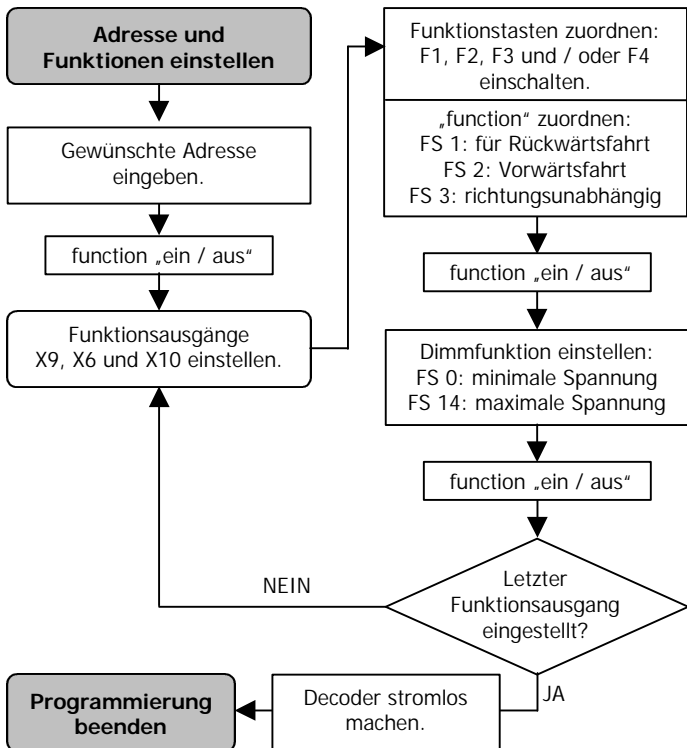 Adresse und
Funktionen einstellen
Gewünschte Adresse
eingeben.
function „ein / aus“
Funktionsausgänge
X9, X6 und X10 einstellen.
Funktionstasten zuordnen:
F1, F2, F3 und / oder F4
einschalten.
„function“ zuordnen:
FS 1: für Rückwärtsfahrt
FS 2: Vorwärtsfahrt
FS 3: richtungsunabhängig
function „ein / aus“
Dimmfunktion einstellen:
FS 0: minimale Spannung
FS 14: maximale Spannung
function „ein / aus“
Letzter
Funktionsausgang
eingestellt?
NEIN
JA
Decoder stromlos
machen.
Programmierung
beenden